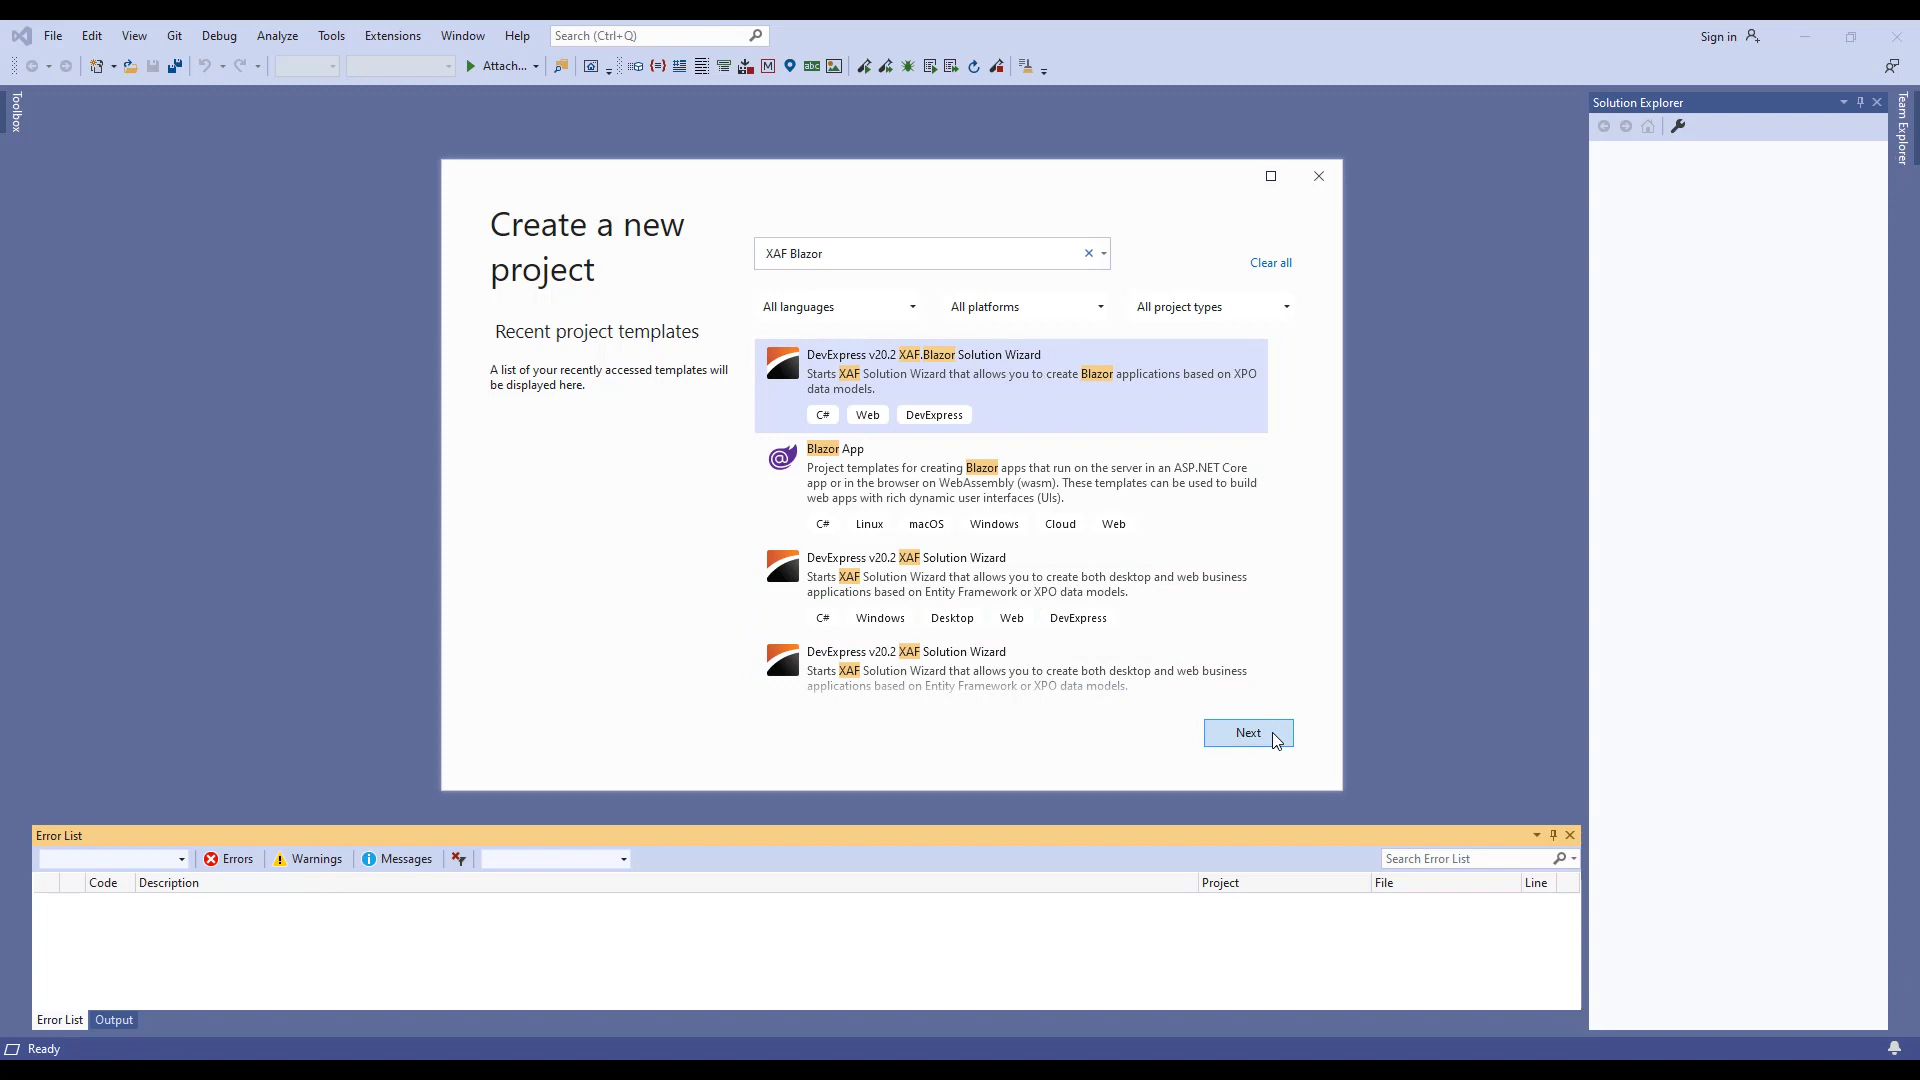 File Edit View Git Debug Analyze Tools Extensions Window Help Search (Ctrl+Q) Sign in
Attach...
Toolbox
Solution Explorer
Team Explorer
Create a new
project
XAF Blazor
Clear all
All languages All platforms All project types
Recent project templates
A list of your recently accessed templates will
be displayed here.
DevExpress v20.2 XAF.Blazor Solution Wizard
Starts XAF Solution Wizard that allows you to create Blazor applications based on XPO
data models.
C# Web DevExpress
Blazor App
Project templates for creating Blazor apps that run on the server in an ASP.NET Core
app or in the browser on WebAssembly (wasm). These templates can be used to build
web apps with rich dynamic user interfaces (UIs).
C# Linux macOS Windows Cloud Web
DevExpress v20.2 XAF Solution Wizard
Starts XAF Solution Wizard that allows you to create both desktop and web business
applications based on Entity Framework or XPO data models.
C# Windows Desktop Web DevExpress
DevExpress v20.2 XAF Solution Wizard
Starts XAF Solution Wizard that allows you to create both desktop and web business
applications based on Entity Framework or XPO data models.
Next
Error List
Errors Warnings Messages Search Error List
Code Description Project File Line
Error List Output
Ready